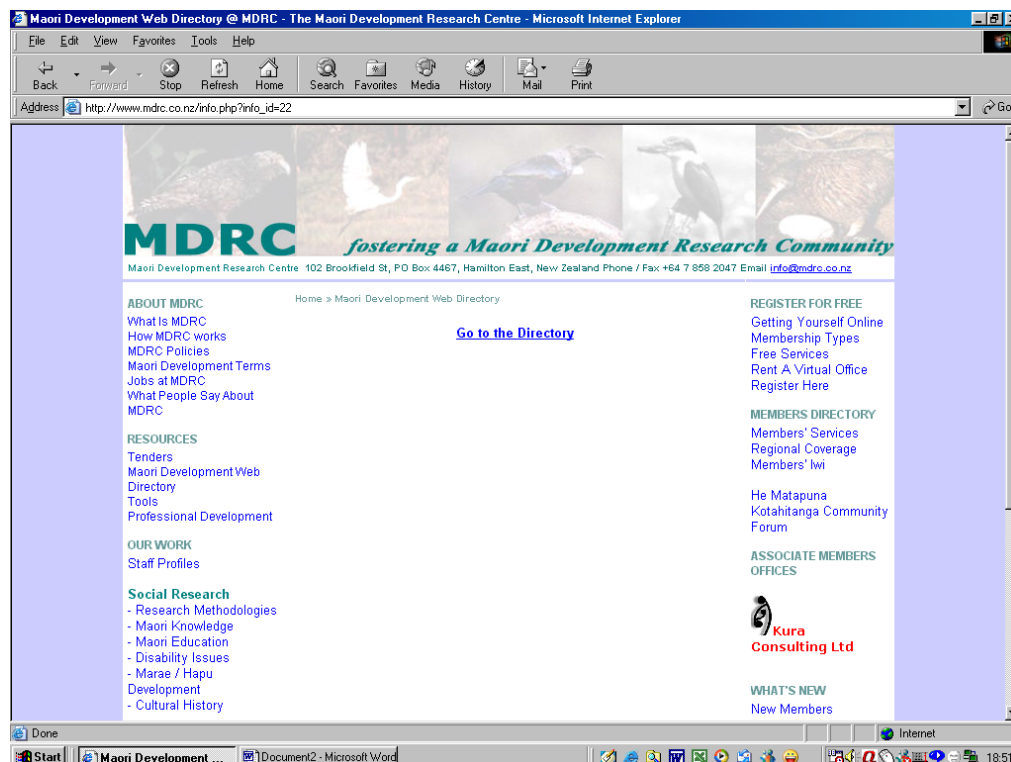 Maori Development Web Directory @ MDRC - The Maori Development Research Centre - Microsoft Internet Explorer
File Edit View Favorites Tools Help
Back Forward Stop Refresh Home Search Favorites Media History Mail Print
Address http://www.mdrc.co.nz/info.php?info_id=22 Go
MDRC fostering a Maori Development Research Community
Maori Development Research Centre 102 Brookfield St, PO Box 4467, Hamilton East, New Zealand Phone / Fax +64 7 858 2047 Email info@mdrc.co.nz
Home » Maori Development Web Directory
Go to the Directory
ABOUT MDRC
What Is MDRC
How MDRC works
MDRC Policies
Maori Development Terms
Jobs at MDRC
What People Say About
MDRC
RESOURCES
Tenders
Maori Development Web
Directory
Tools
Professional Development
OUR WORK
Staff Profiles
Social Research
- Research Methodologies
- Maori Knowledge
- Maori Education
- Disability Issues
- Marae / Hapu
Development
- Cultural History
REGISTER FOR FREE
Getting Yourself Online
Membership Types
Free Services
Rent A Virtual Office
Register Here
MEMBERS DIRECTORY
Members' Services
Regional Coverage
Members' Iwi
He Matapuna
Kotahitanga Community
Forum
ASSOCIATE MEMBERS
OFFICES
Kura
Consulting Ltd
WHAT'S NEW
New Members
Done Internet
Start Maori Development ... Document2 - Microsoft Word 18:51